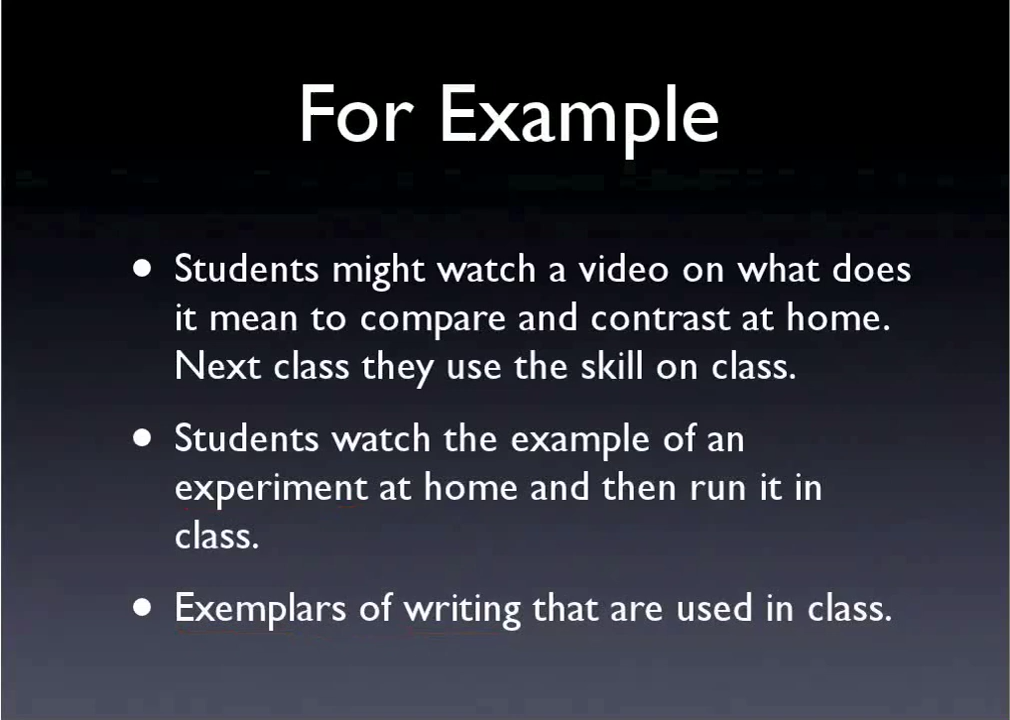 For Example
• Students might watch a video on what does
it mean to compare and contrast at home.
Next class they use the skill on class.
• Students watch the example of an
experiment at home and then run it in
class.
• Exemplars of writing that are used in class.